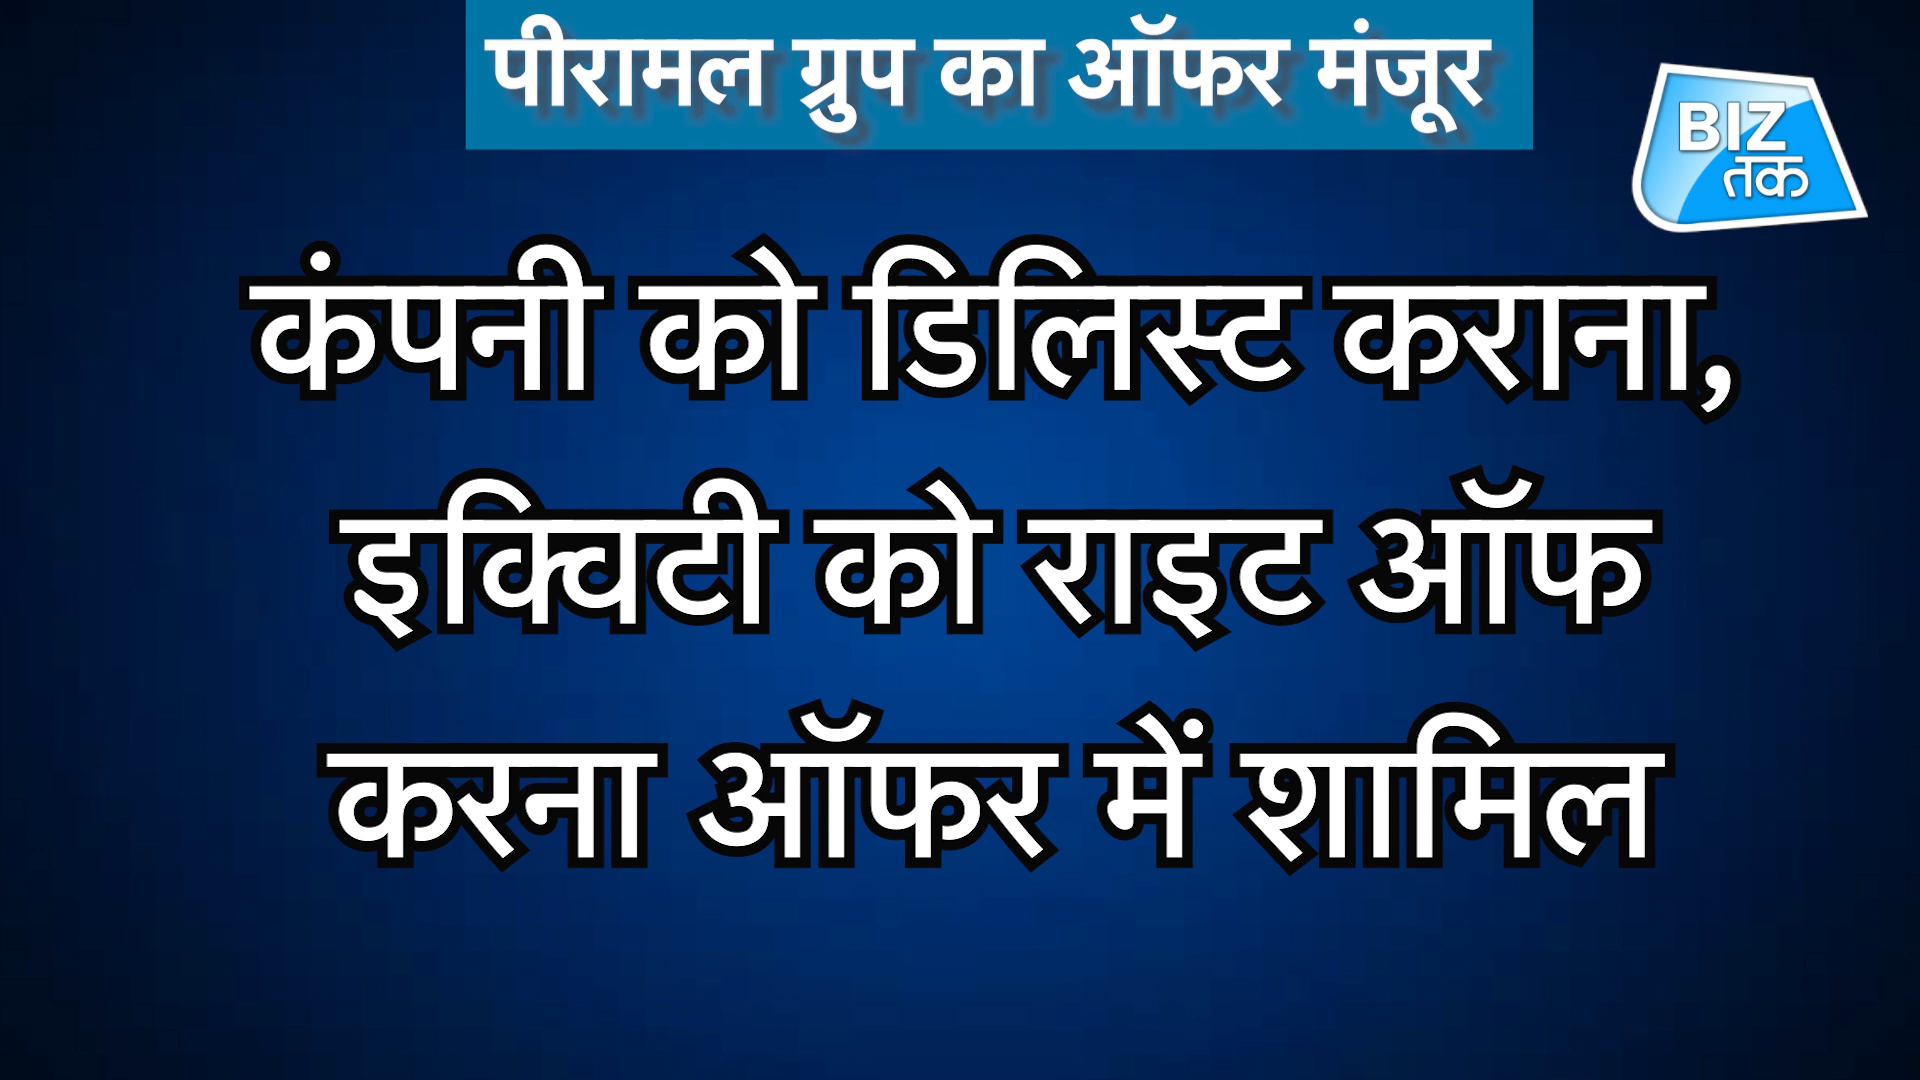 पीरामल ग्रुप का ऑफर मंजूर
BIZ
तक
कंपनी को डिलिस्ट कराना,
इक्विटी को राइट ऑफ
करना ऑफर में शामिल